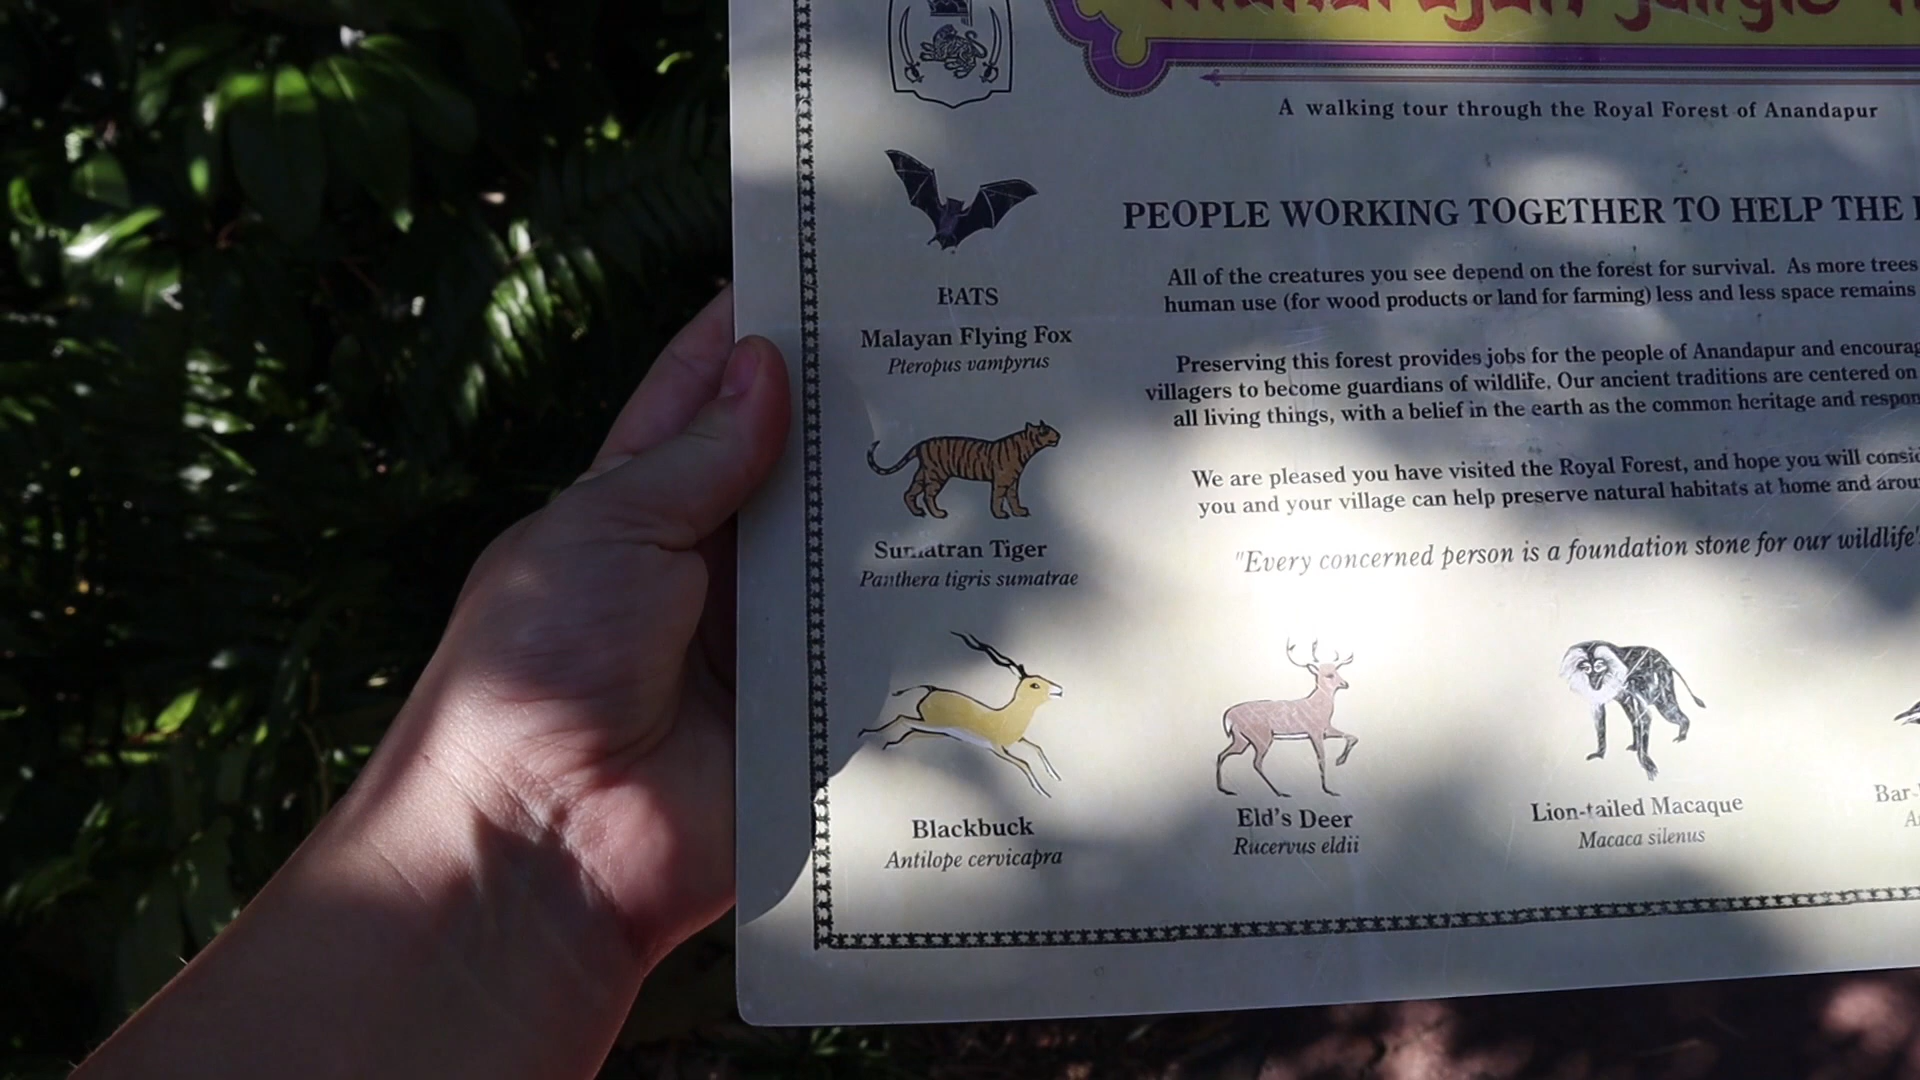 Maharajah Jungle
A walking tour through the Royal Forest of Anandapur
BATS
Malayan Flying Fox
Pteropus vampyrus
Sumatran Tiger
Panthera tigris sumatrae
PEOPLE WORKING TOGETHER TO HELP THE
All of the creatures you see depend on the forest for survival. As more trees
human use (for wood products or land for farming) less and less space remains
Preserving this forest provides jobs for the people of Anandapur and
villagers to become guardians of wildlife. Our ancient traditions are centered on
all living things, with a belief in the earth as the common heritage and
We are pleased you have visited the Royal Forest, and hope you will
you and your village can help preserve natural habitats at home and
"Every concerned person is a foundation stone for our wildlife"
Blackbuck
Antilope cervicapra
Eld's Deer
Rucervus eldii
Lion-tailed Macaque
Macaca silenus
Bar-